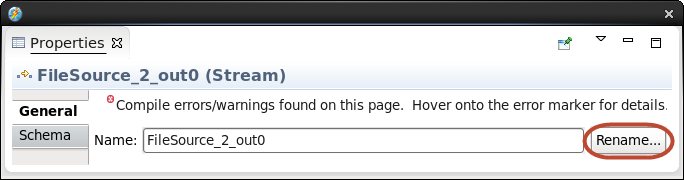 Properties
FileSource_2_out0 (Stream)
General
Schema
Compile errors/warnings found on this page. Hover onto the error marker for details.
Name: FileSource_2_out0 Rename...